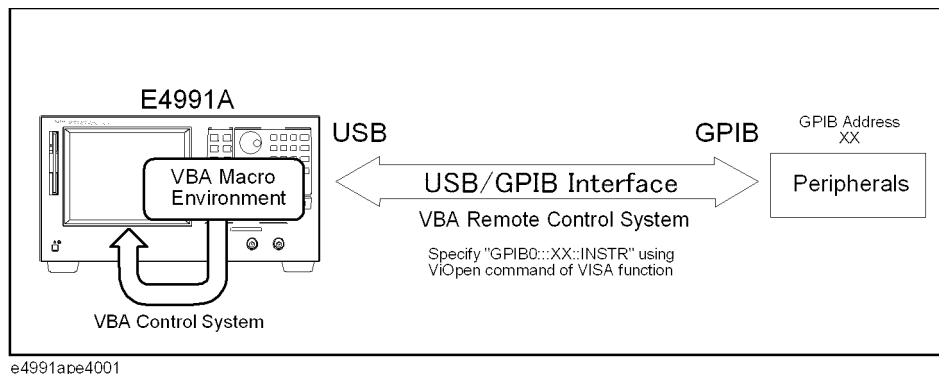 E4991A
USB
GPIB
GPIB Address
XX
VBA Macro
Environment
USB/GPIB Interface
Peripherals
VBA Remote Control System
Specify "GPIB0:::XX::INSTR" using
ViOpen command of VISA function
VBA Control System
e4991ape4001